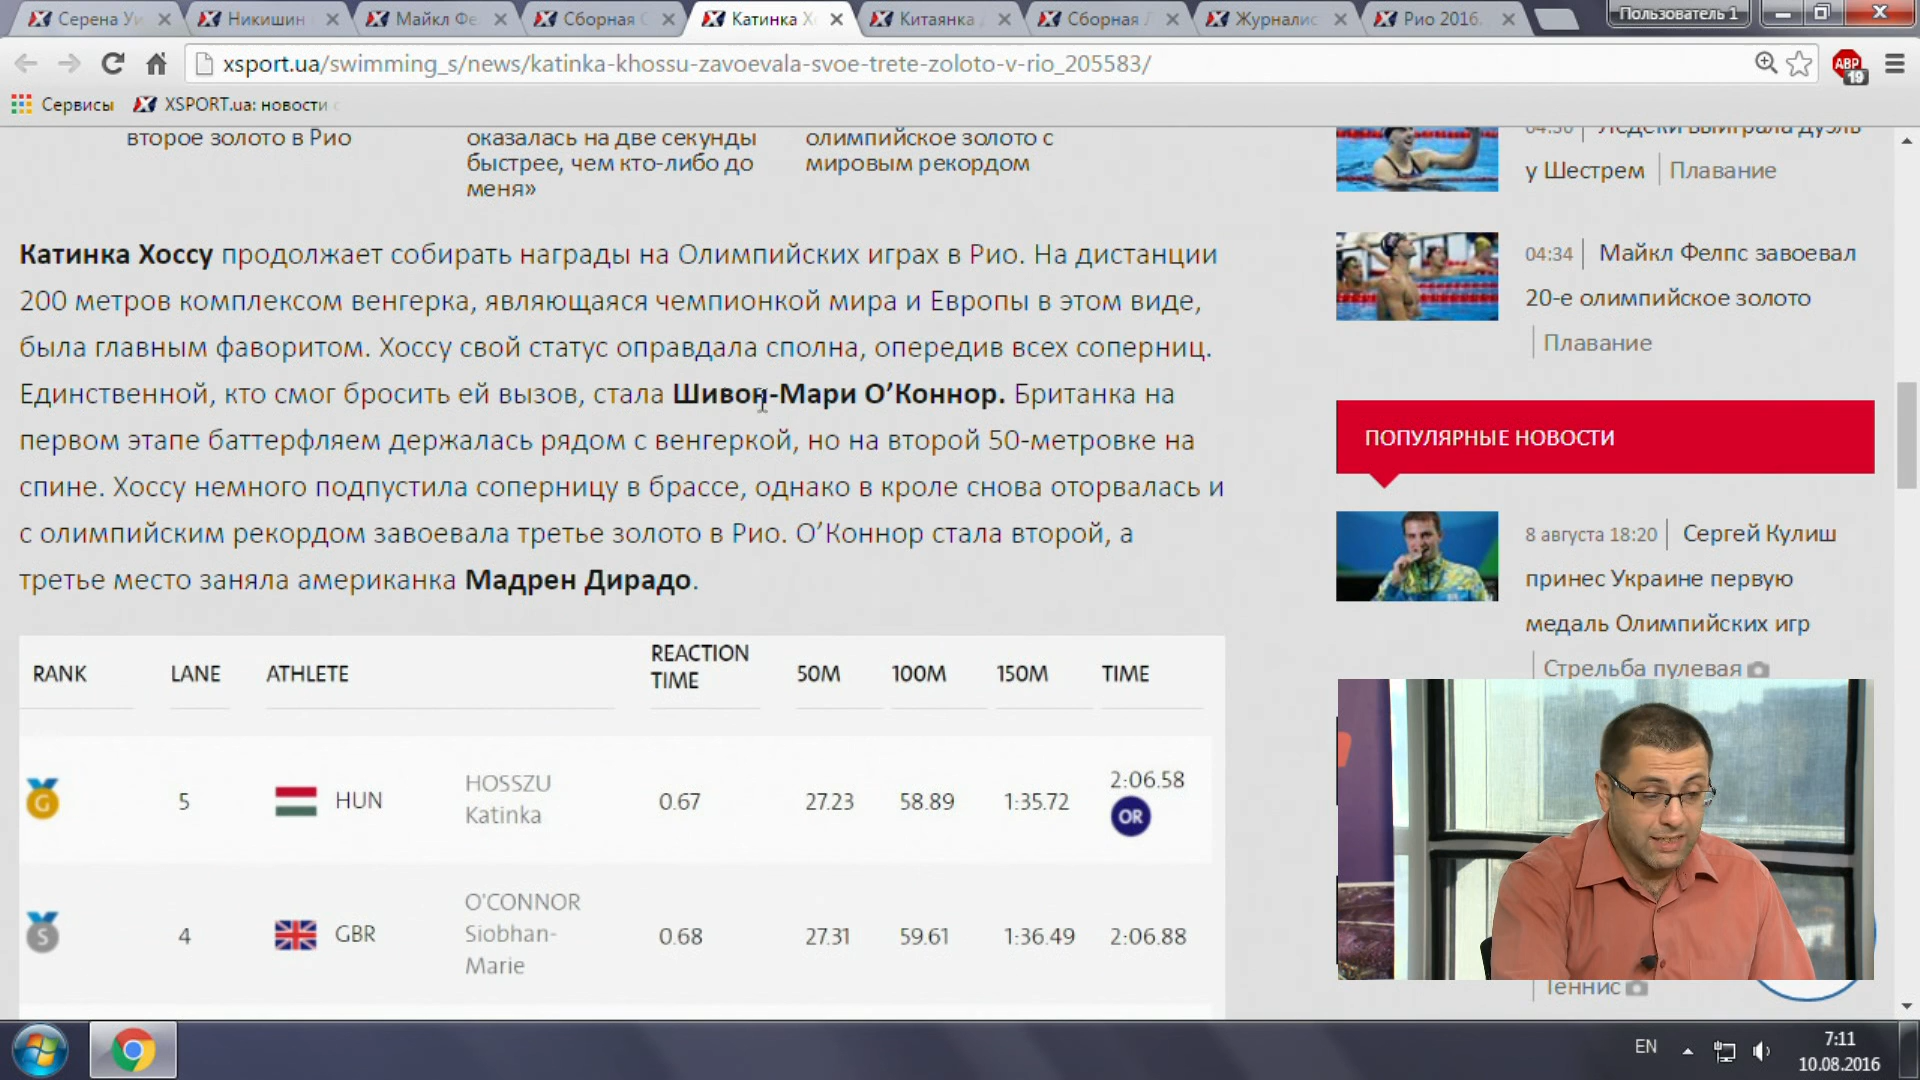 Серена Уи
Никишин
Майкл Фе
Сборная
Катинка Х
Китаянка
Сборная
Журналис
Рио 2016.
Пользователь 1
xsport.ua/swimming_s/news/katinka-khossu-zavoevala-svoe-trete-zoloto-v-rio_205583/
ABP
19
Сервисы
XSPORT.ua: новости
второе золото в Рио
оказалась на две секунды
быстрее, чем кто-либо до
меня»
олимпийское золото с
мировым рекордом
Катинка Хоссу продолжает собирать награды на Олимпийских играх в Рио. На дистанции
200 метров комплексом венгерка, являющаяся чемпионкой мира и Европы в этом виде,
была главным фаворитом. Хоссу свой статус оправдала сполна, опередив всех соперниц.
Единственной, кто смог бросить ей вызов, стала Шивон-Мари О’Коннор. Британка на
первом этапе баттерфляем держалась рядом с венгеркой, но на второй 50-метровке на
спине. Хоссу немного подпустила соперницу в брассе, однако в кроле снова оторвалась и
с олимпийским рекордом завоевала третье золото в Рио. О’Коннор стала второй, а
третье место заняла американка Мадрен Дирадо.
RANK LANE ATHLETE REACTION TIME 50M 100M 150M TIME
G 5 HUN HOSSZU Katinka 0.67 27.23 58.89 1:35.72 2:06.58 OR
S 4 GBR O'CONNOR Siobhan-Marie 0.68 27.31 59.61 1:36.49 2:06.88
04:50 Ледеки выиграла дуэль
у Шестрем Плавание
04:34 Майкл Фелпс завоевал
20-е олимпийское золото
Плавание
ПОПУЛЯРНЫЕ НОВОСТИ
8 августа 18:20 Сергей Кулиш
принес Украине первую
медаль Олимпийских игр
Стрельба пулевая
Теннис
EN
7:11
10.08.2016